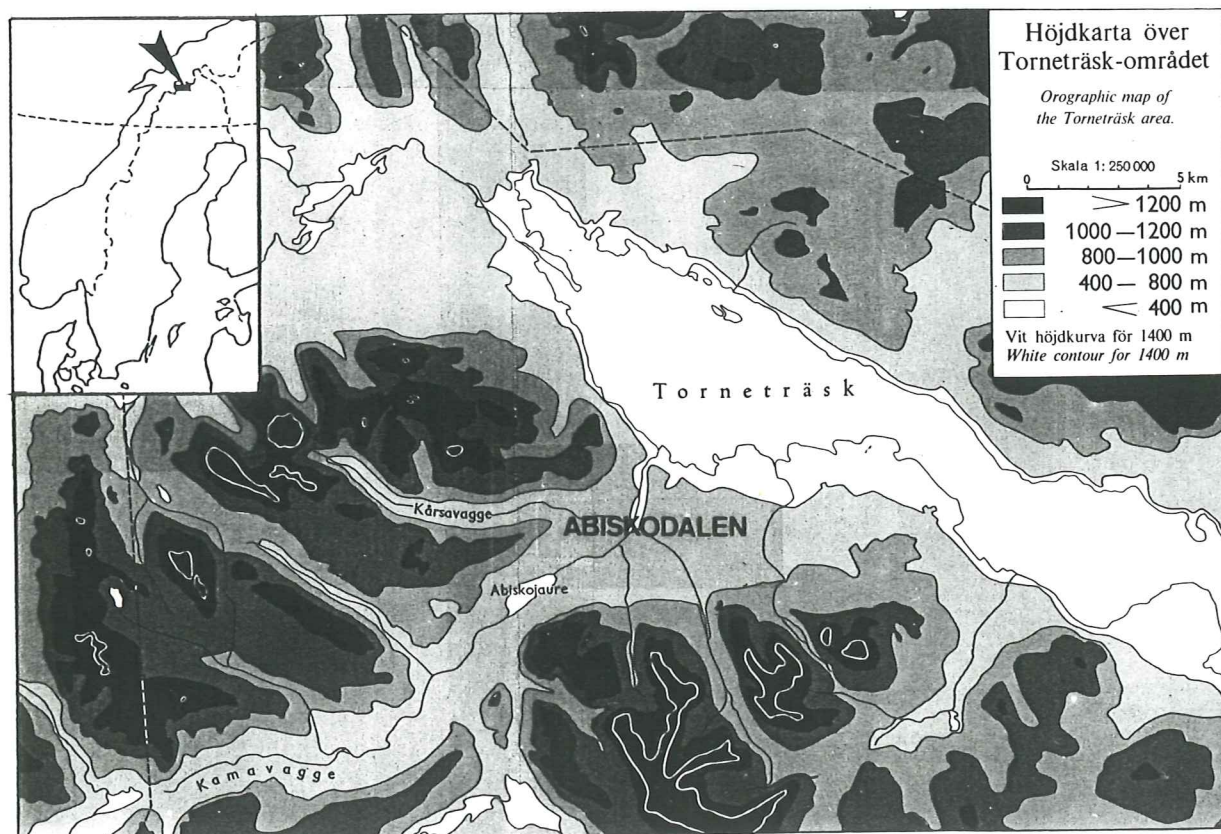 Höjdkarta över
Torneträsk-området
Orographic map of
the Torneträsk area.
Skala 1: 250 000
0 5 km
> 1200 m
1000 — 1200 m
800 — 1000 m
400 — 800 m
< 400 m
Vit höjdkurva för 1400 m
White contour for 1400 m
Torneträsk
Kårsavagge
ABISKODALEN
Abiskojaure
Kamavagge